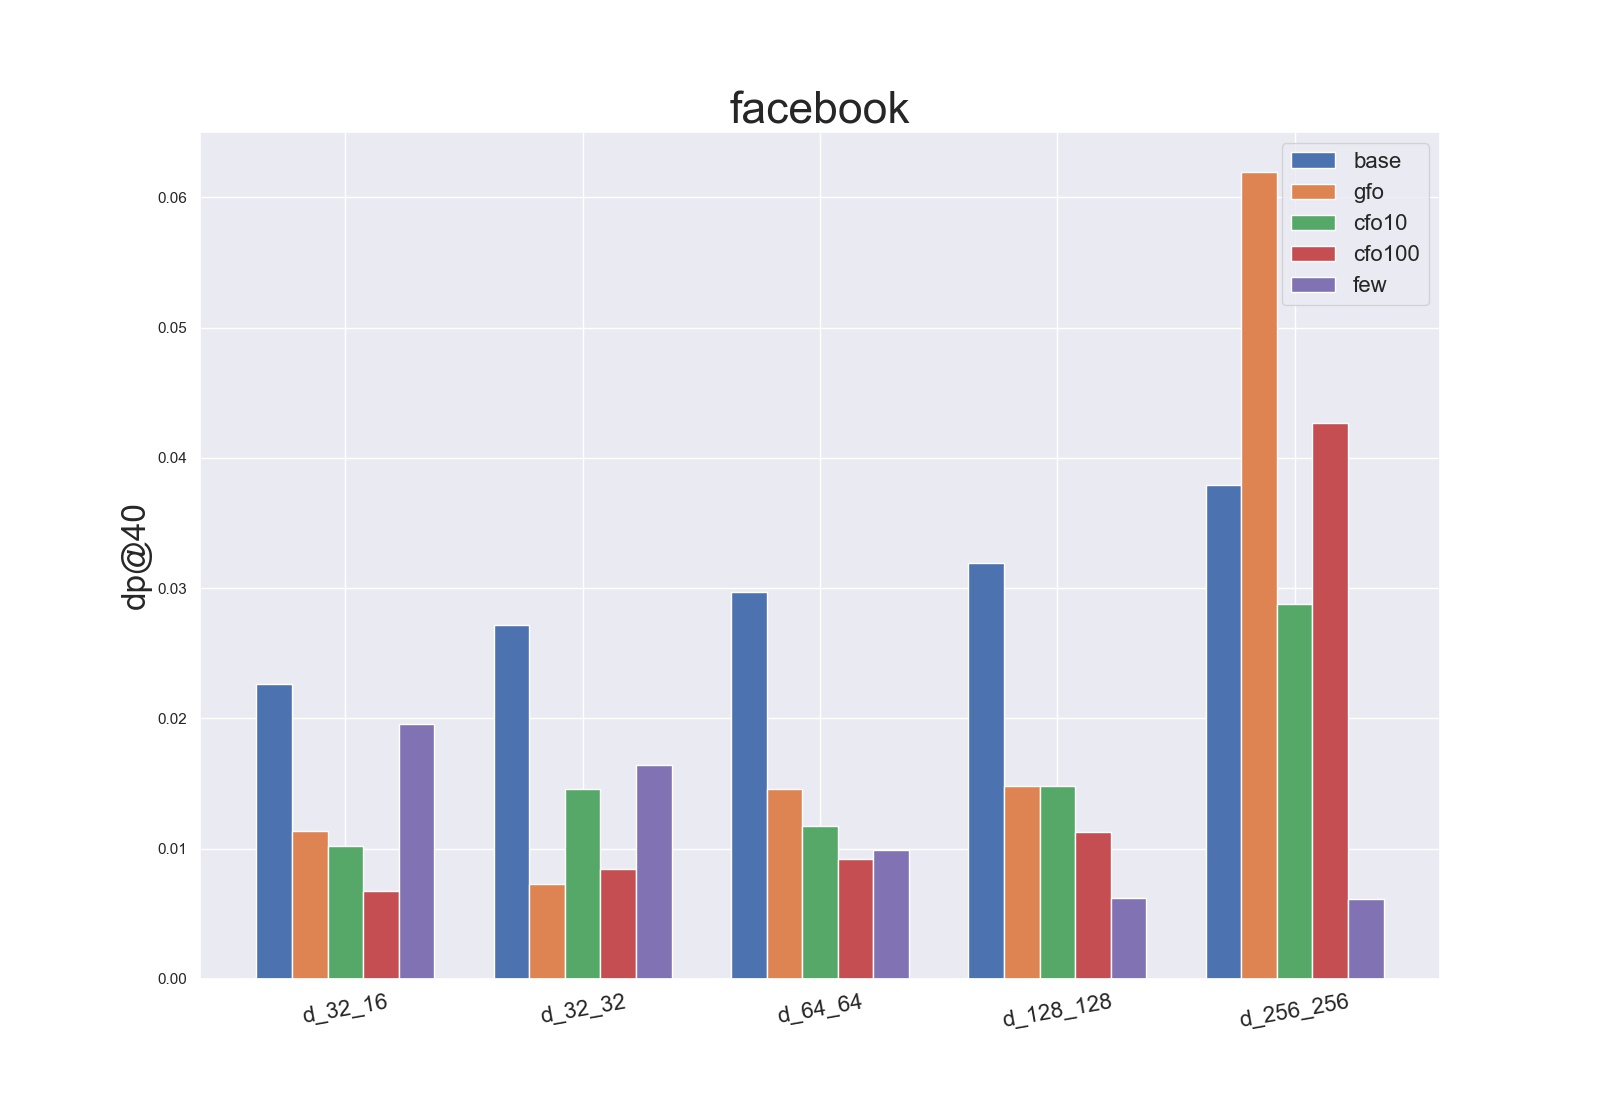 facebook
base
gfo
cfo10
cfo100
few
dp@40
0.06
0.05
0.04
0.03
0.02
0.01
0.00
d_32_16
d_32_32
d_64_64
d_128_128
d_256_256